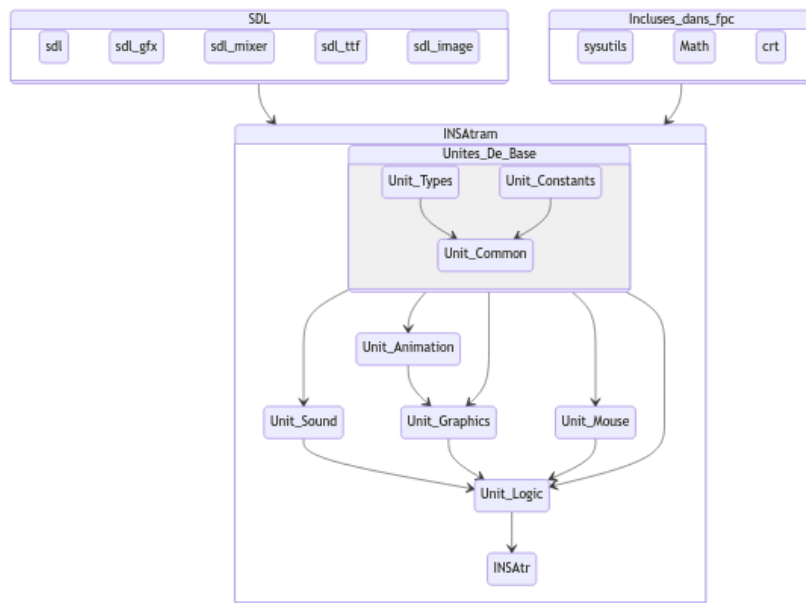 SDL
sdl
sdl_gfx
sdl_mixer
sdl_ttf
sdl_image
Incluses_dans_fpc
sysutils
Math
crt
INSAtram
Unites_De_Base
Unit_Types
Unit_Constants
Unit_Common
Unit_Animation
Unit_Sound
Unit_Graphics
Unit_Mouse
Unit_Logic
INSAtr